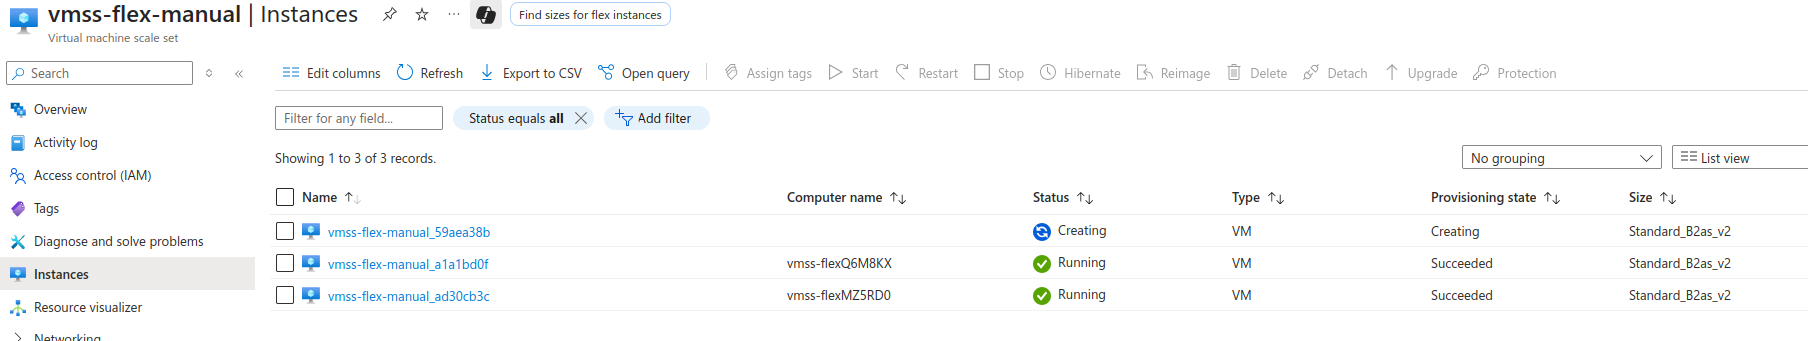 vmss-flex-manual | Instances
Find sizes for flex instances
Virtual machine scale set
Search
Edit columns Refresh Export to CSV Open query Assign tags Start Restart Stop Hibernate Reimage Delete Detach Upgrade Protection
Overview
Activity log
Access control (IAM)
Tags
Diagnose and solve problems
Instances
Resource visualizer
Networking
Filter for any field...
Status equals all
Add filter
Showing 1 to 3 of 3 records.
No grouping
List view
Name Computer name Status Type Provisioning state Size
vmss-flex-manual_59aea38b Creating VM Creating Standard_B2as_v2
vmss-flex-manual_a1a1bd0f vmss-flexQ6M8KX Running VM Succeeded Standard_B2as_v2
vmss-flex-manual_ad30cb3c vmss-flexMZ5RD0 Running VM Succeeded Standard_B2as_v2